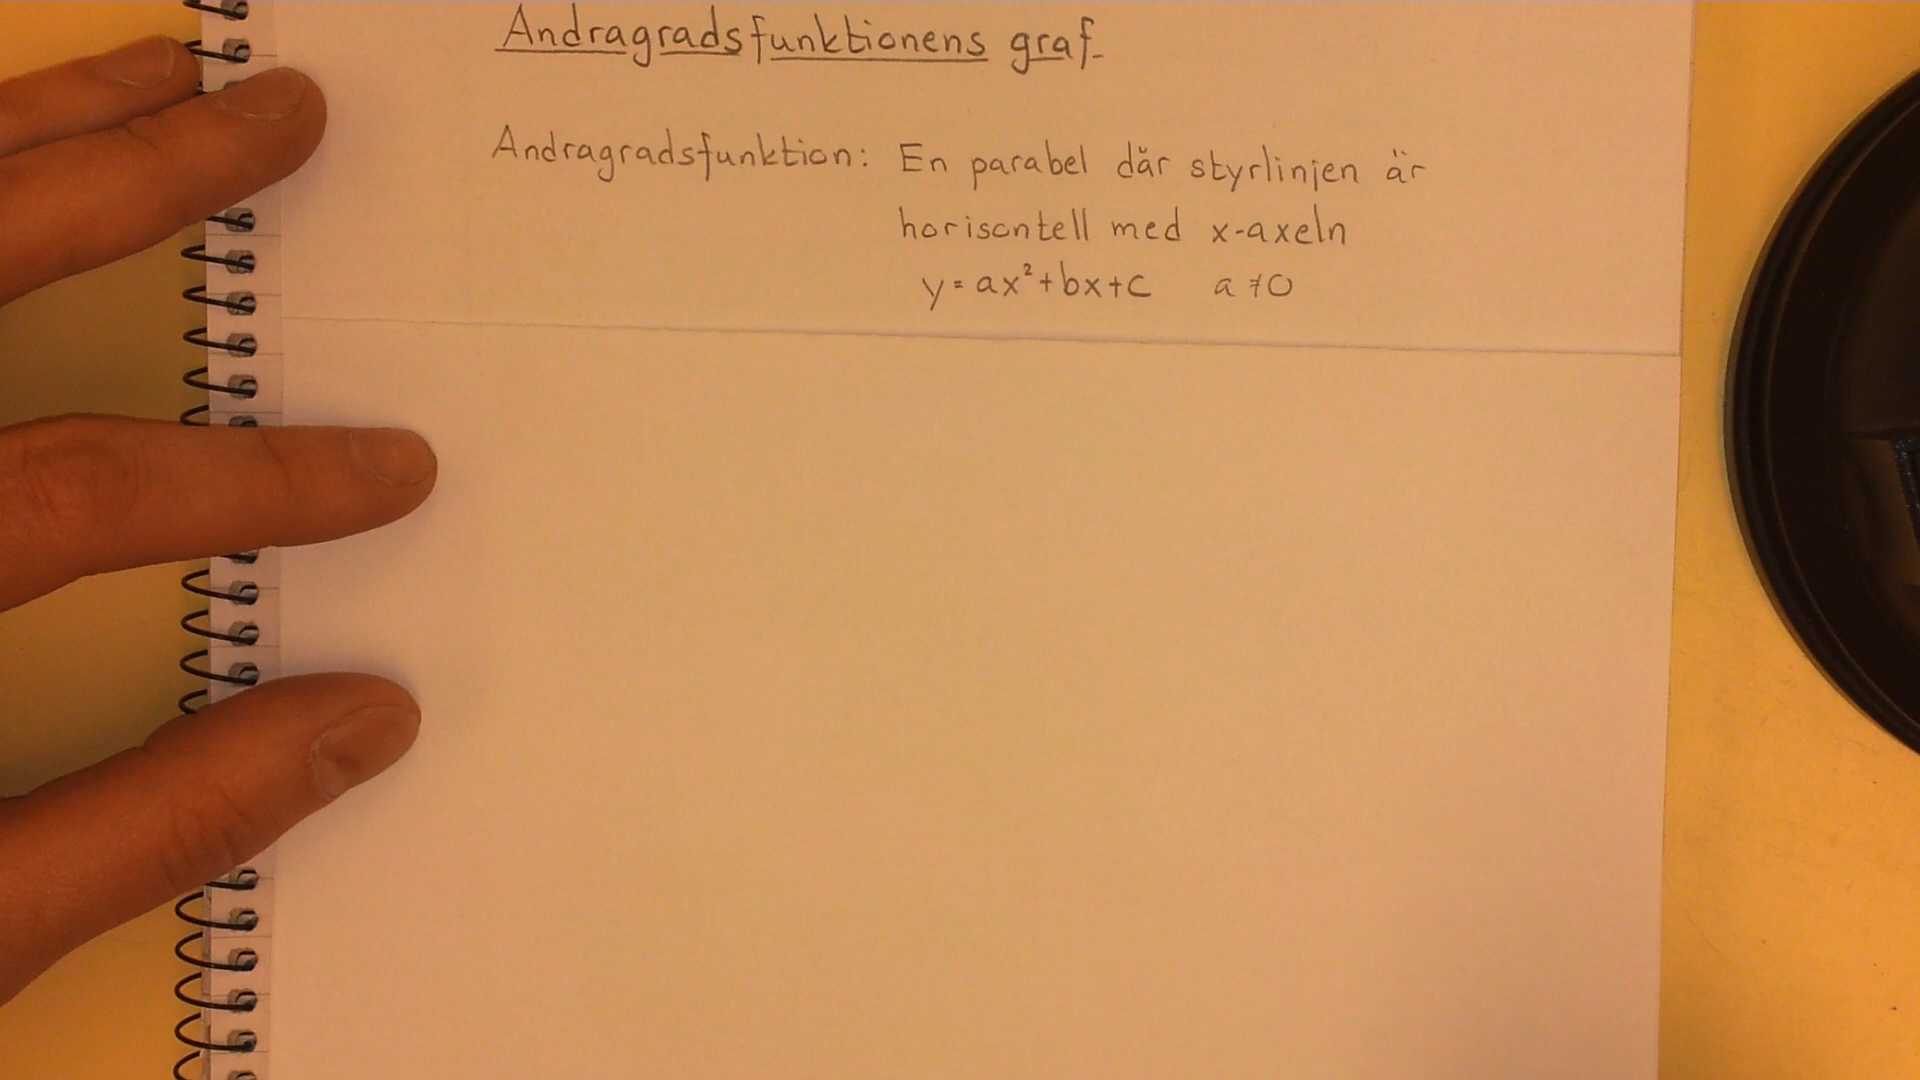 Andragradsfunktionens graf
Andragradsfunktion: En parabel där styrlinjen är
horisontell med x-axeln
y = ax² + bx + c a ≠ 0